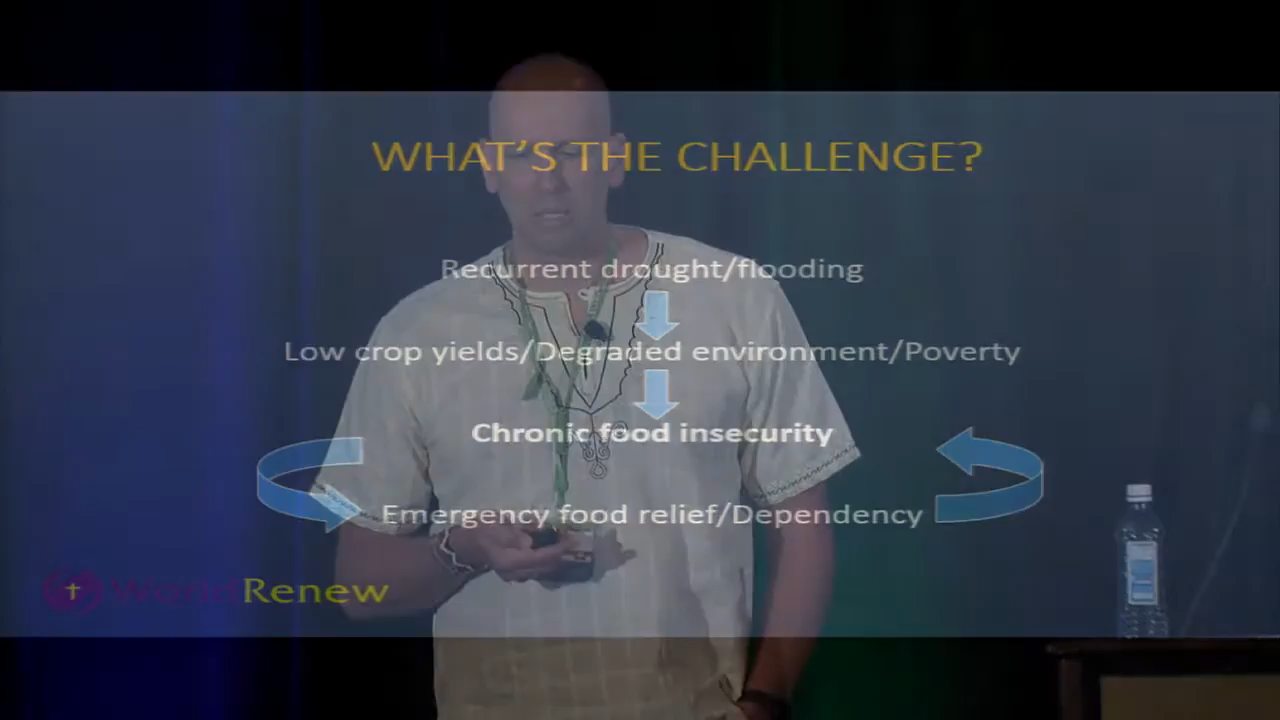 WHAT'S THE CHALLENGE?
Recurrent drought/flooding
Low crop yields/Degraded environment/Poverty
Chronic food insecurity
Emergency food relief/Dependency
World Renew